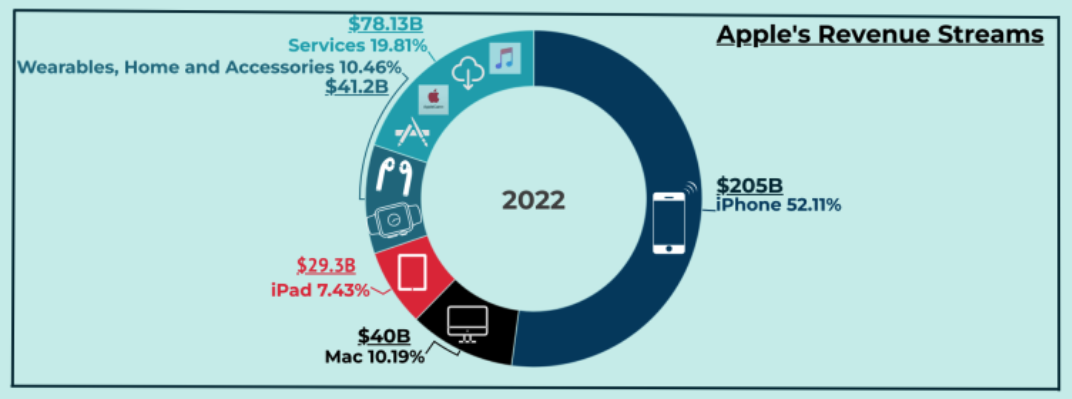 Apple's Revenue Streams
$78.13B
Services 19.81%
Wearables, Home and Accessories 10.46%
$41.2B
2022
$205B
iPhone 52.11%
$29.3B
iPad 7.43%
$40B
Mac 10.19%